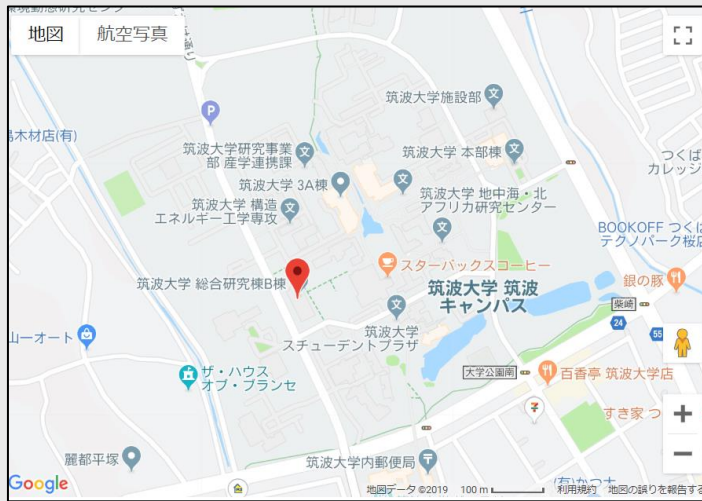 地図
航空写真
筑波大学施設部
筑波大学研究事業
部 産学連携課
筑波大学 本部棟
筑波大学 3A棟
筑波大学 構造
エネルギー工学専攻
筑波大学 地中海・北
アフリカ研究センター
つくば
カレッジ
BOOKOFF つくば
テクノパーク桜店
スターバックスコーヒー
筑波大学 総合研究棟B棟
筑波大学 筑波
キャンパス
銀の豚
柴崎
24
55
筑波大学
スチューデントプラザ
大学公園南
百香亭 筑波大学店
ザ・ハウス
オブ・ブランセ
山一オート
木材店(有)
すき家 つ
麗都平塚
筑波大学内郵便局
Google
地図データ ©2019
100 m
利用規約
地図の誤りを報告する